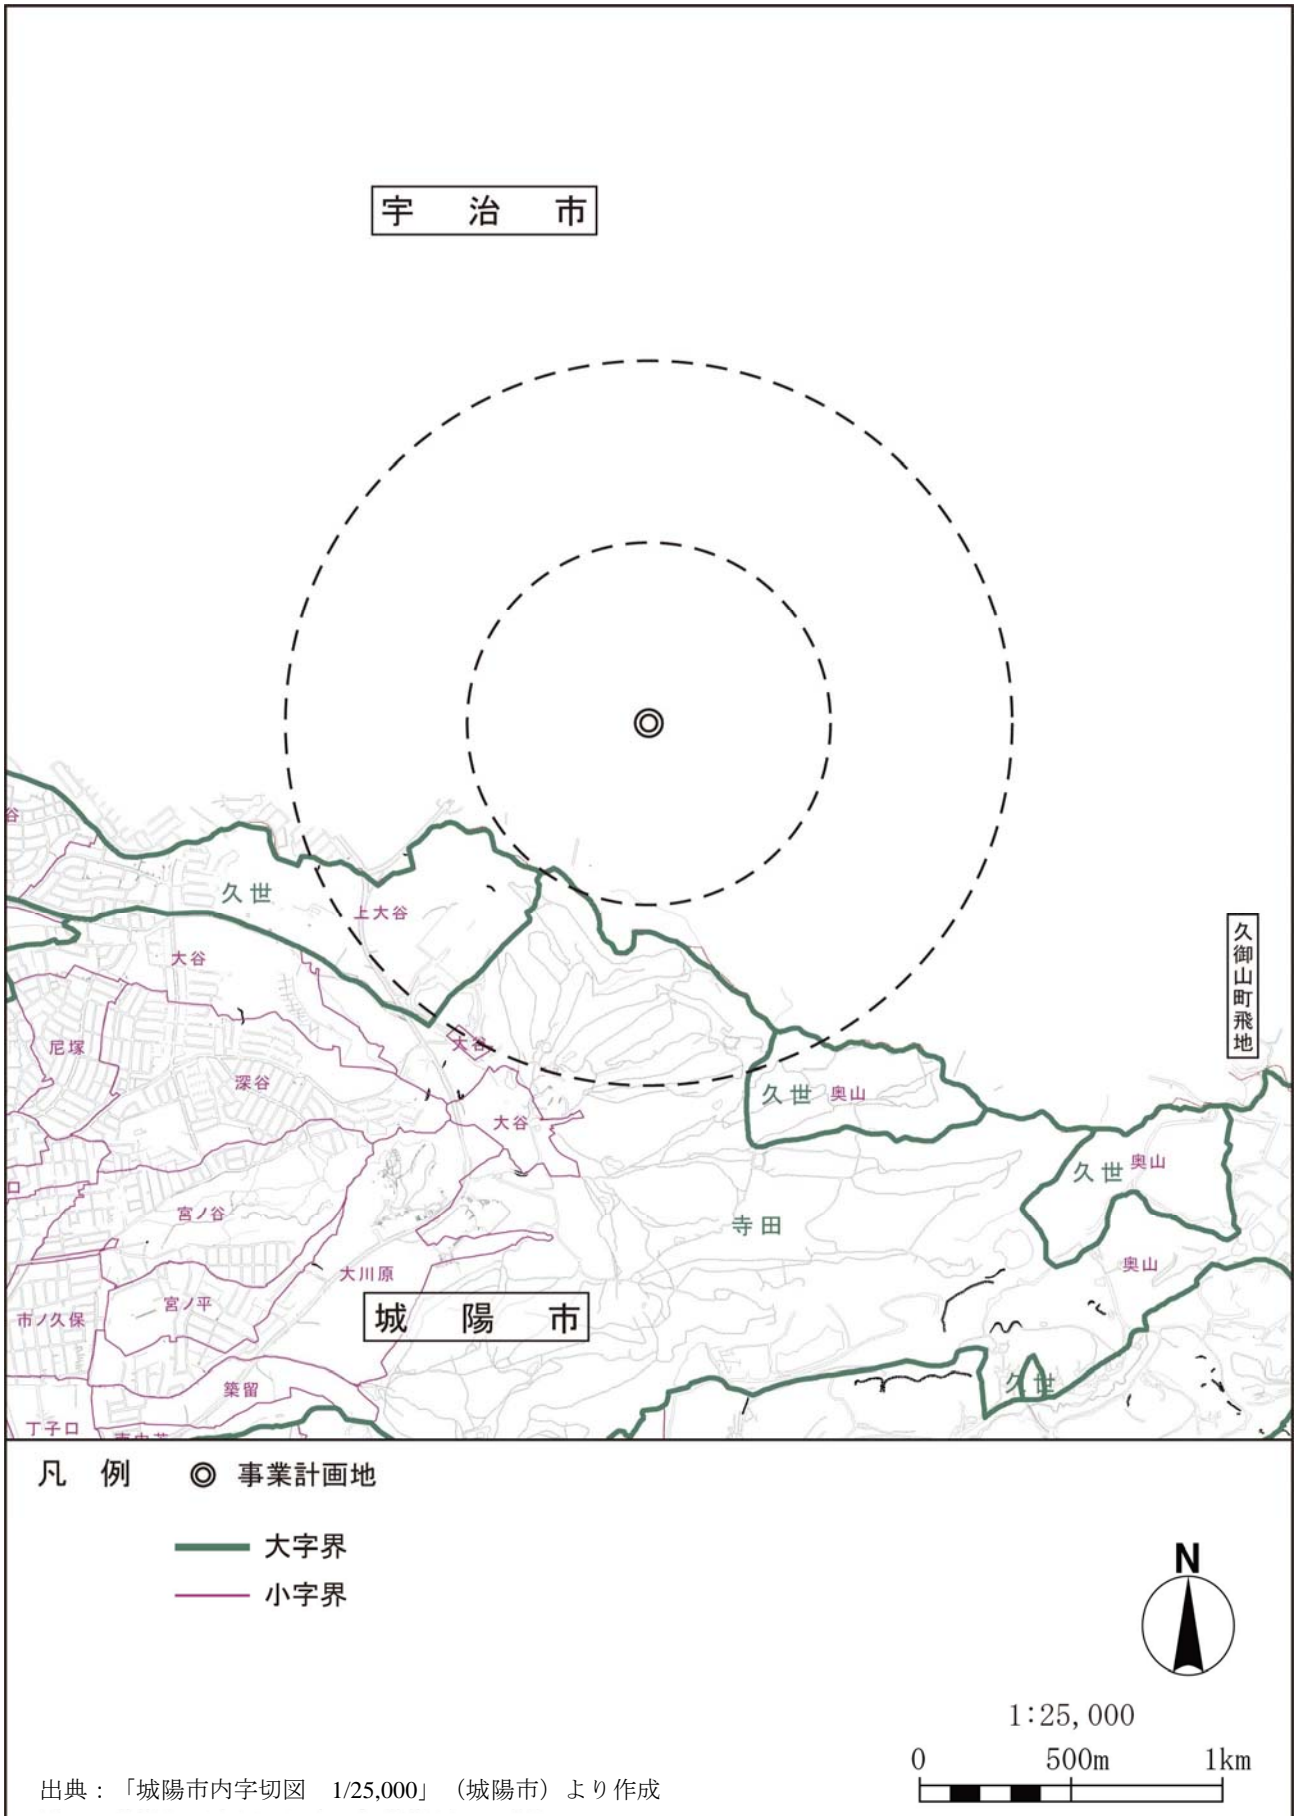 宇 治 市
谷
久世
上大谷
大谷
久御山町飛地
尼塚
大谷
深谷
久世 奥山
大谷
久世 奥山
口
宮ノ谷
寺田
奥山
大川原
宮ノ平
市ノ久保
城 陽 市
築留
久世
丁子口
凡 例 ◎ 事業計画地
大字界
小字界
N
1:25,000
0 500m 1km
出典：「城陽市内字切図 1/25,000」（城陽市）より作成